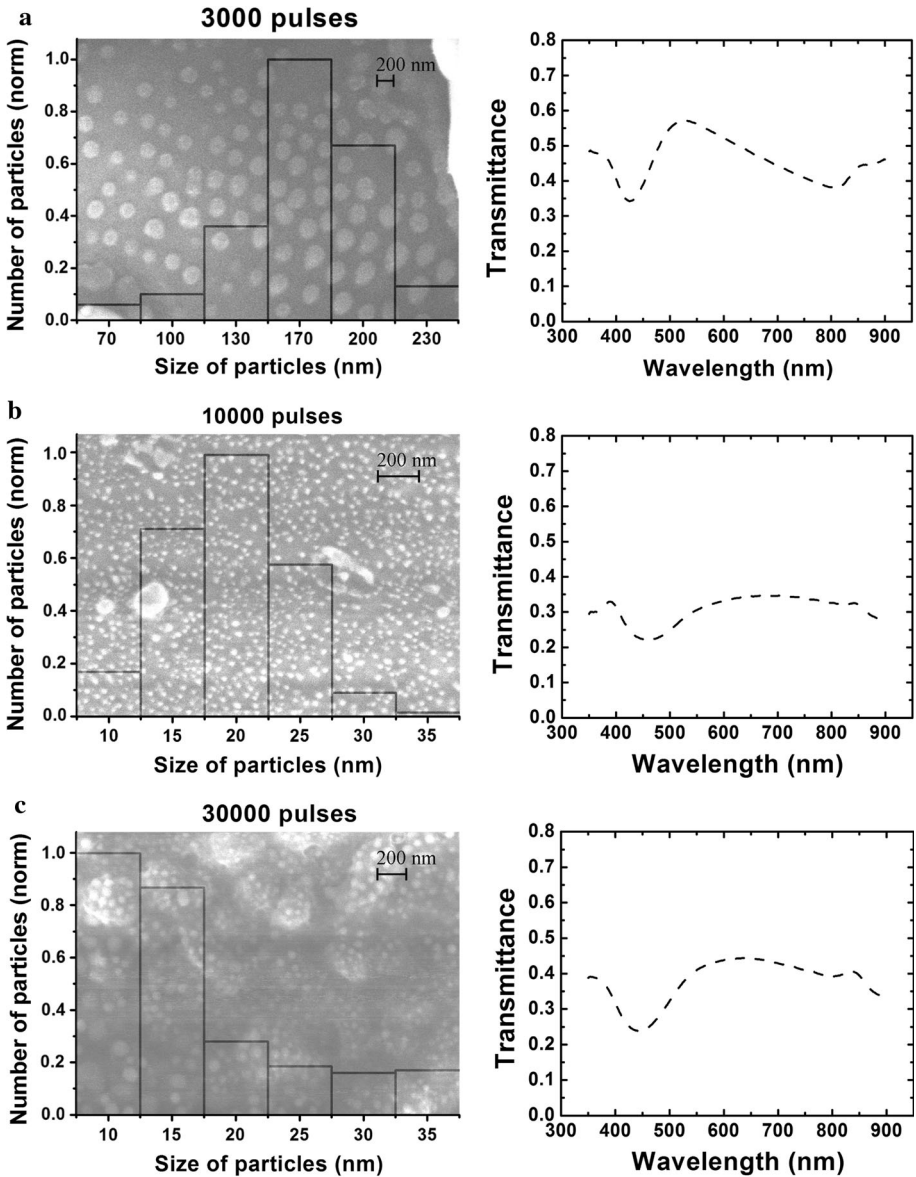 a
3000 pulses
Number of particles (norm)
1.0
0.8
0.6
0.4
0.2
0.0
200 nm
70 100 130 170 200 230
Size of particles (nm)
Transmittance
0.8
0.7
0.6
0.5
0.4
0.3
0.2
0.1
0.0
300 400 500 600 700 800 900
Wavelength (nm)
b
10000 pulses
Number of particles (norm)
1.0
0.8
0.6
0.4
0.2
0.0
200 nm
10 15 20 25 30 35
Size of particles (nm)
Transmittance
0.8
0.7
0.6
0.5
0.4
0.3
0.2
0.1
0.0
300 400 500 600 700 800 900
Wavelength (nm)
c
30000 pulses
Number of particles (norm)
1.0
0.8
0.6
0.4
0.2
0.0
200 nm
10 15 20 25 30 35
Size of particles (nm)
Transmittance
0.8
0.7
0.6
0.5
0.4
0.3
0.2
0.1
0.0
300 400 500 600 700 800 900
Wavelength (nm)